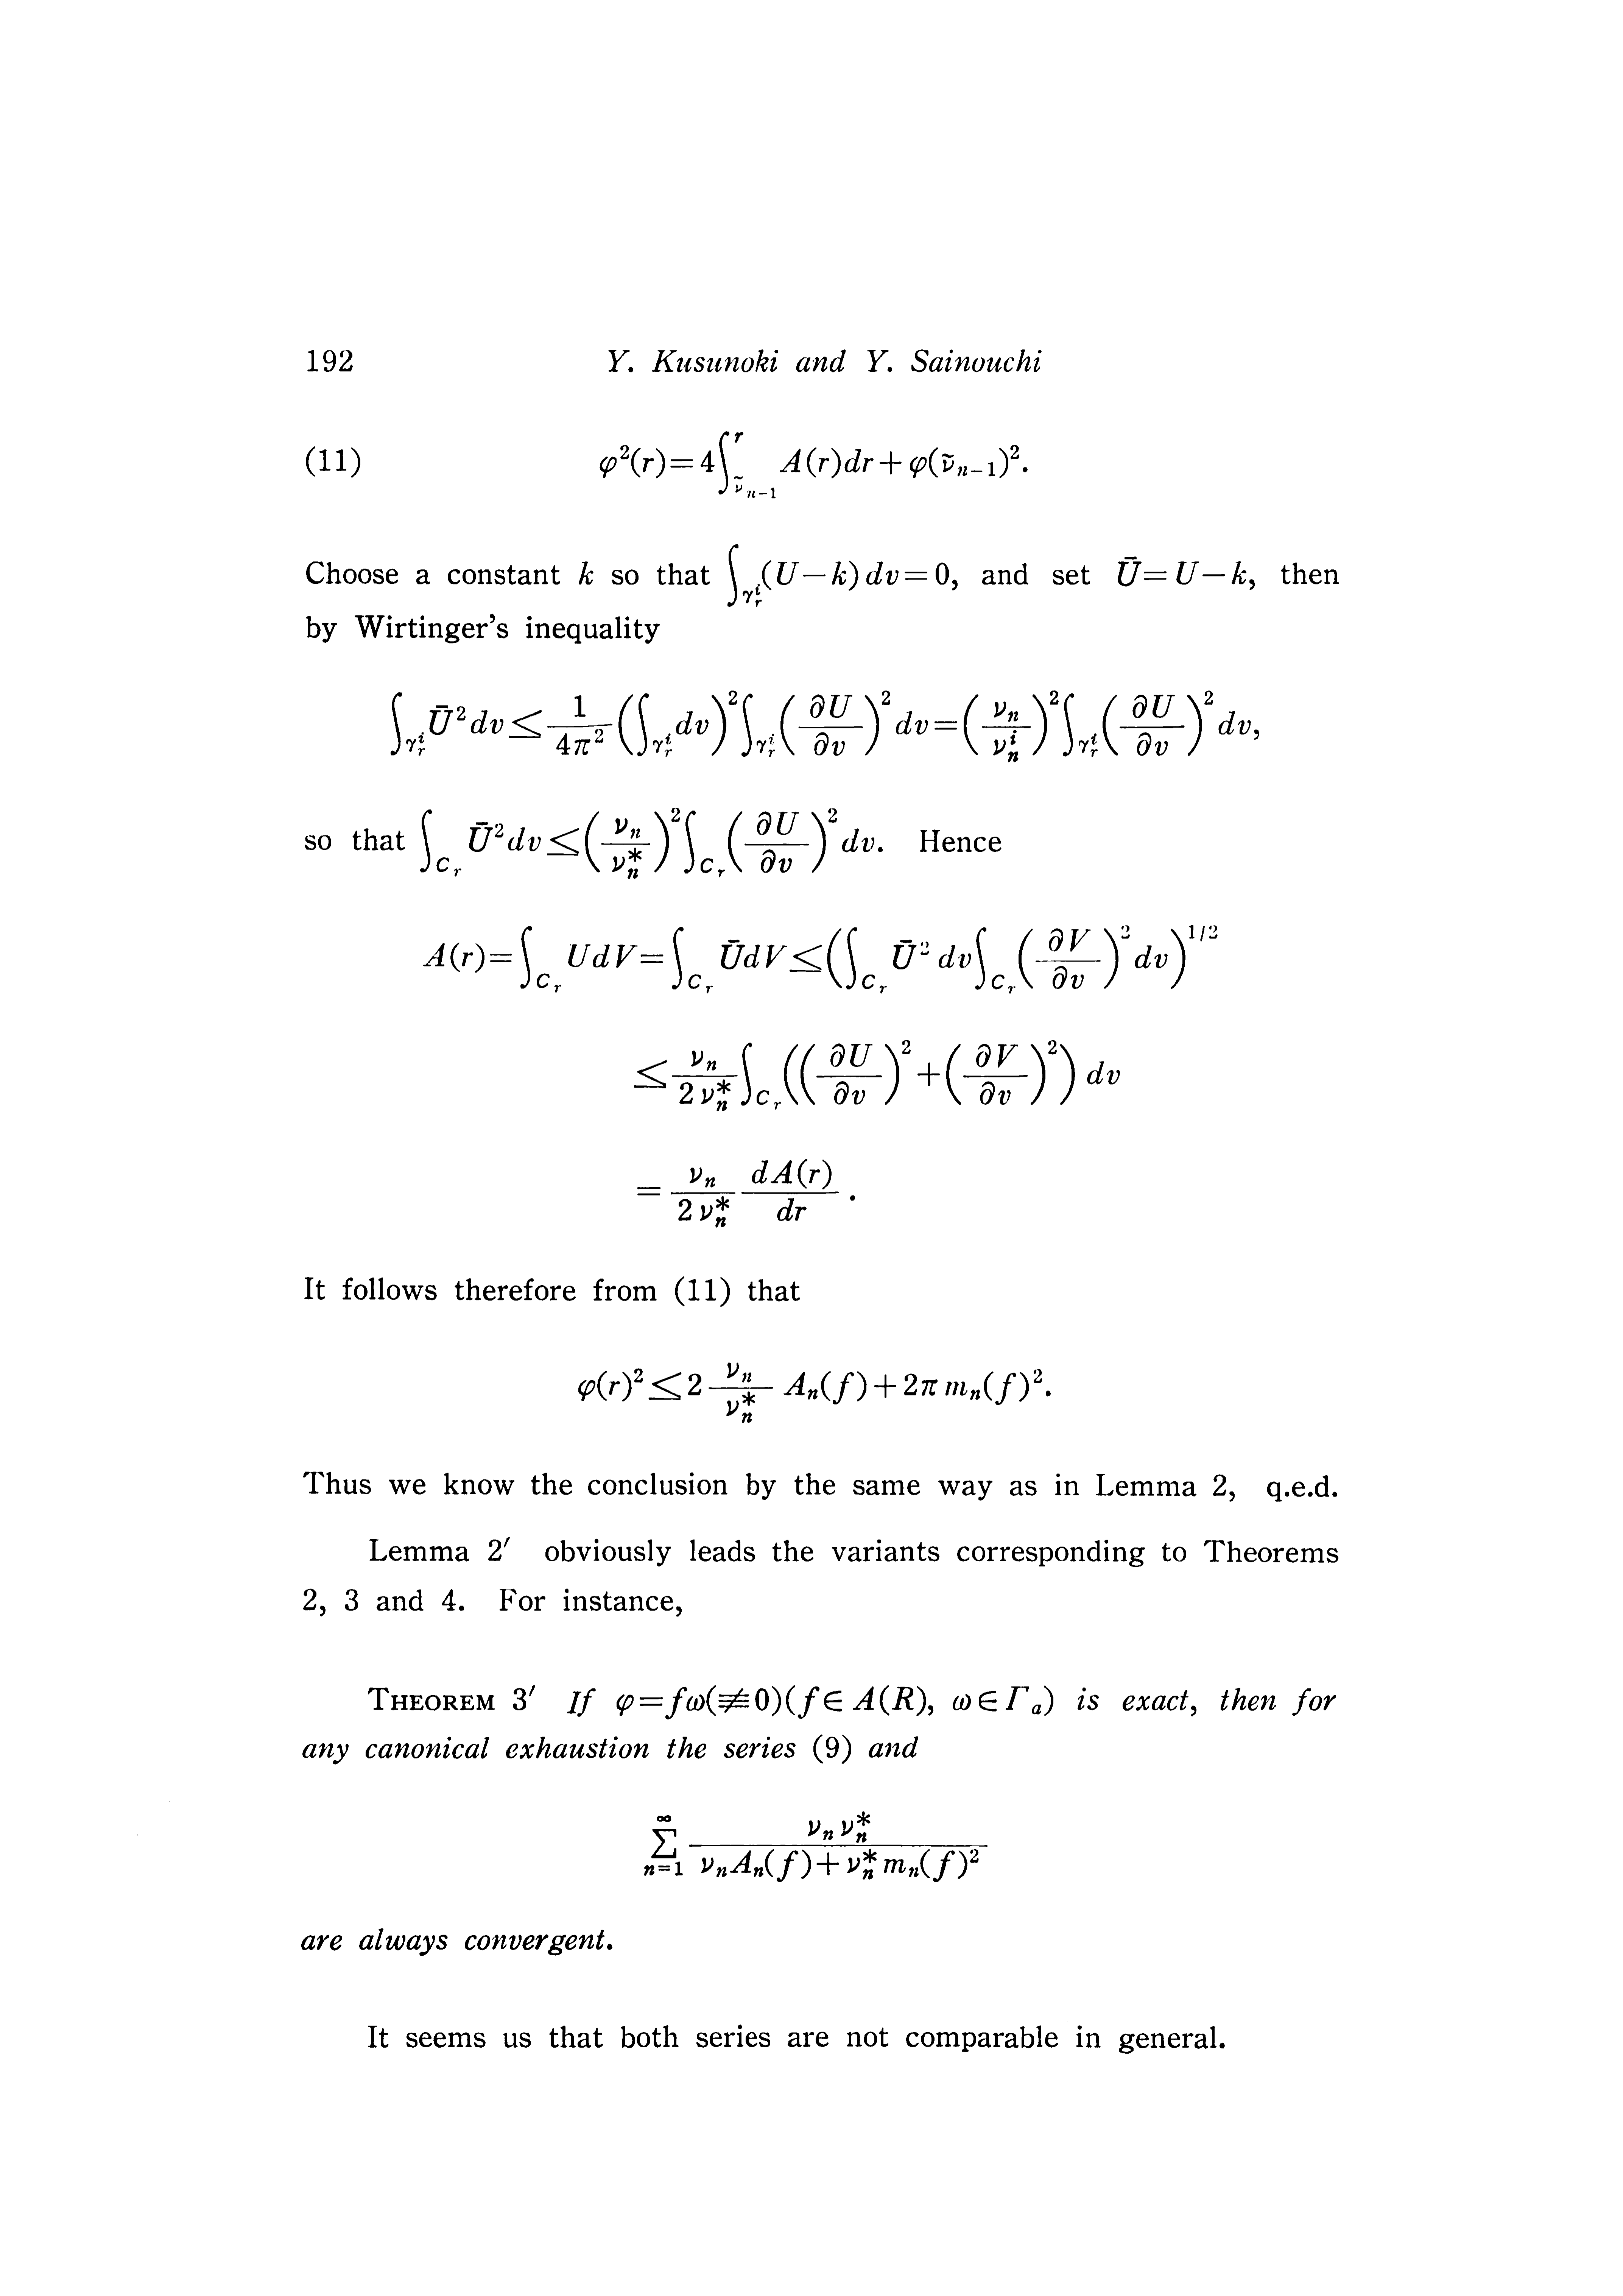 192 Y. Kusunoki and Y. Sainouchi
(11) $\varphi^2(r)=4\int_{\tilde{\nu}_{n-1}}^{r} A(r)dr+\varphi(\tilde{\nu}_{n-1})^2.$
Choose a constant $k$ so that $\int_{\gamma_r^i}(U-k)dv=0$, and set $\bar{U}=U-k$, then
by Wirtinger's inequality
$\int_{\gamma_r^i}\bar{U}^2dv\leq\frac{1}{4\pi^2}\left(\int_{\gamma_r^i}dv\right)^2\int_{\gamma_r^i}\left(\frac{\partial U}{\partial v}\right)^2dv=\left(\frac{\nu_n}{\nu_n^i}\right)^2\int_{\gamma_r^i}\left(\frac{\partial U}{\partial v}\right)^2dv,$
so that $\int_{C_r}\bar{U}^2dv\leq\left(\frac{\nu_n}{\nu_n^*}\right)^2\int_{C_r}\left(\frac{\partial U}{\partial v}\right)^2dv.$ Hence
$A(r)=\int_{C_r}UdV=\int_{C_r}\bar{U}dV\leq\left(\int_{C_r}\bar{U}^2dv\int_{C_r}\left(\frac{\partial V}{\partial v}\right)^2dv\right)^{1/2}$
$\leq\frac{\nu_n}{2\nu_n^*}\int_{C_r}\left(\left(\frac{\partial U}{\partial v}\right)^2+\left(\frac{\partial V}{\partial v}\right)^2\right)dv$
$=\frac{\nu_n}{2\nu_n^*}\frac{dA(r)}{dr}.$
It follows therefore from (11) that
$\varphi(r)^2\leq 2\frac{\nu_n}{\nu_n^*}A_n(f)+2\pi m_n(f)^2.$
Thus we know the conclusion by the same way as in Lemma 2, q.e.d.
Lemma 2′ obviously leads the variants corresponding to Theorems
2, 3 and 4. For instance,
THEOREM 3′ If $\varphi=f\omega(\not\equiv 0)(f\in A(R), \omega\in\Gamma_a)$ is exact, then for
any canonical exhaustion the series (9) and
$\sum_{n=1}^{\infty}\frac{\nu_n\nu_n^*}{\nu_nA_n(f)+\nu_n^*m_n(f)^2}$
are always convergent.
It seems us that both series are not comparable in general.